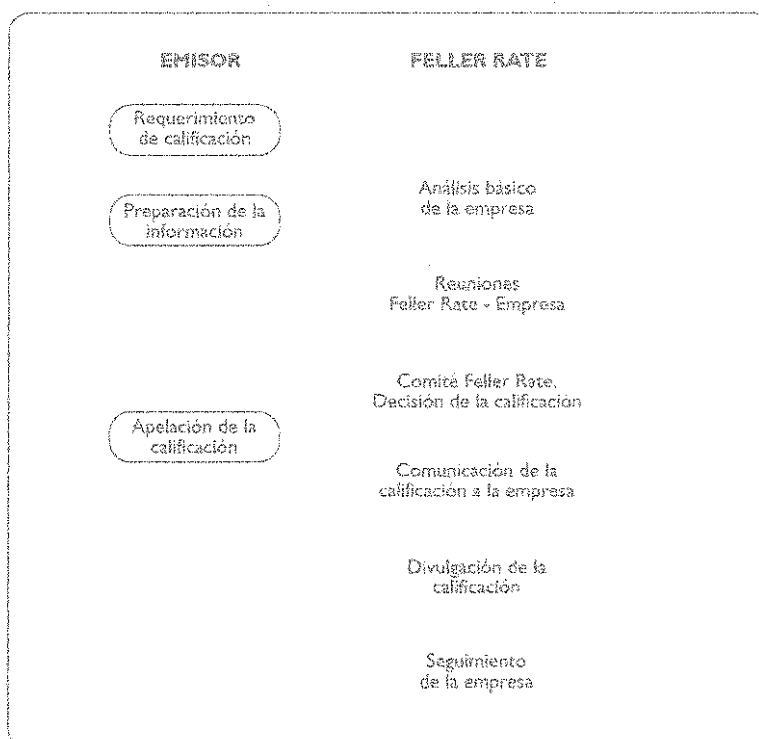 EMISOR
FELLER RATE
Requerimiento
de calificación
Análisis básico
de la empresa
Preparación de la
información
Reuniones
Feller Rate - Empresa
Comité Feller Rate.
Decisión de la calificación
Apelación de la
calificación
Comunicación de la
calificación a la empresa
Divulgación de la
calificación
Seguimiento
de la empresa